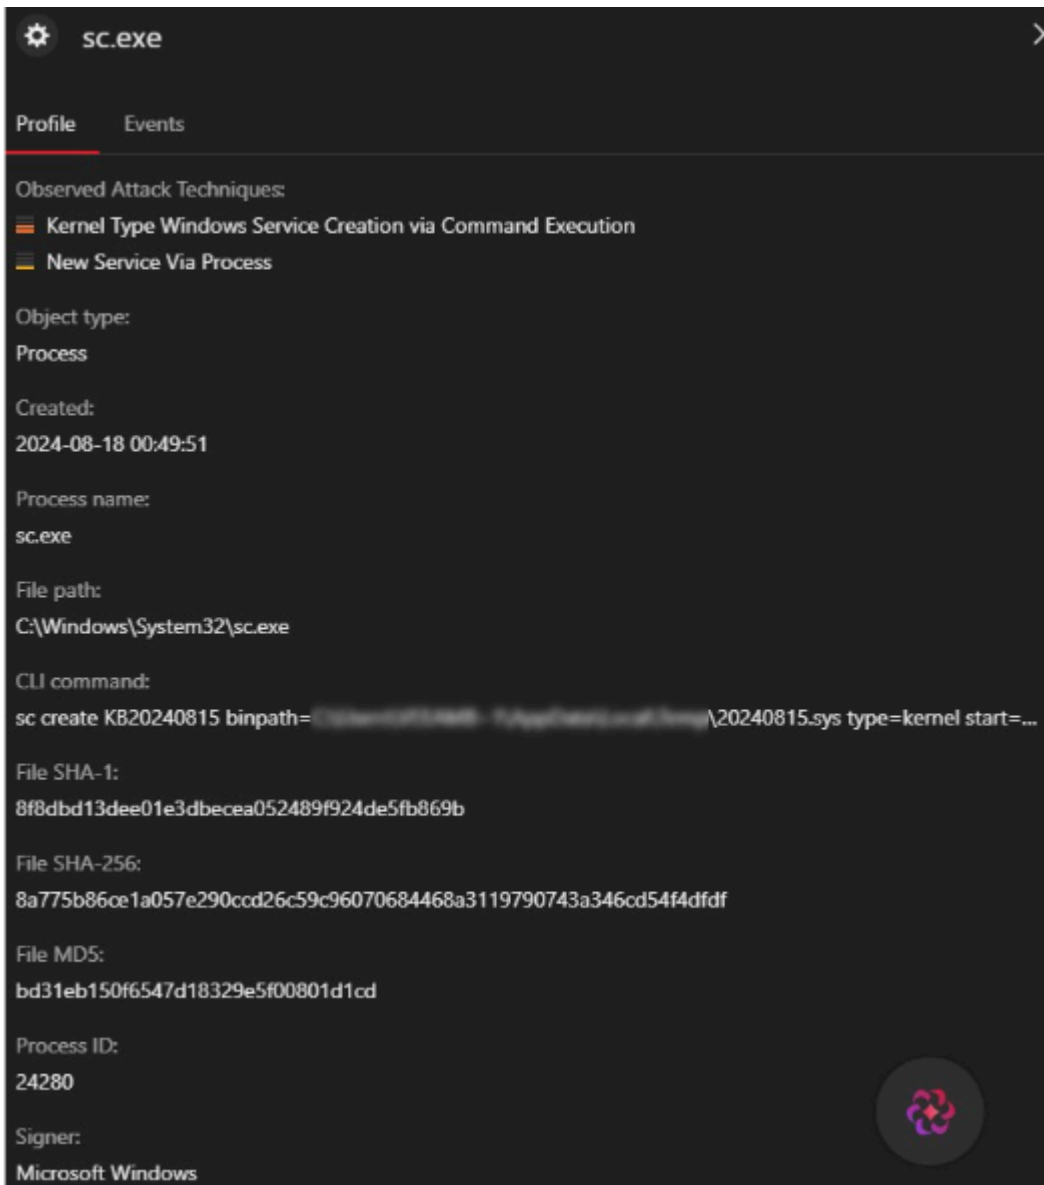 sc.exe
Profile Events
Observed Attack Techniques:
Kernel Type Windows Service Creation via Command Execution
New Service Via Process
Object type:
Process
Created:
2024-08-18 00:49:51
Process name:
sc.exe
File path:
C:\Windows\System32\sc.exe
CLI command:
sc create KB20240815 binpath= \20240815.sys type=kernel start=...
File SHA-1:
8f8dbd13dee01e3dbecea052489f924de5fb869b
File SHA-256:
8a775b86ce1a057e290ccd26c59c96070684468a3119790743a346cd54f4dfdf
File MD5:
bd31eb150f6547d18329e5f00801d1cd
Process ID:
24280
Signer:
Microsoft Windows